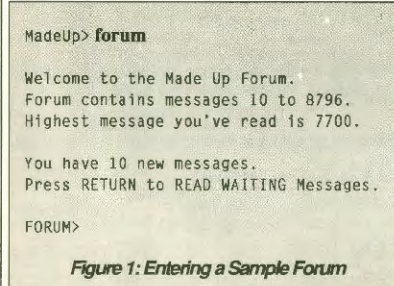 MadeUp> forum
Welcome to the Made Up Forum.
Forum contains messages 10 to 8796.
Highest message you've read is 7700.
You have 10 new messages.
Press RETURN to READ WAITING Messages.
FORUM>
Figure 1: Entering a Sample Forum